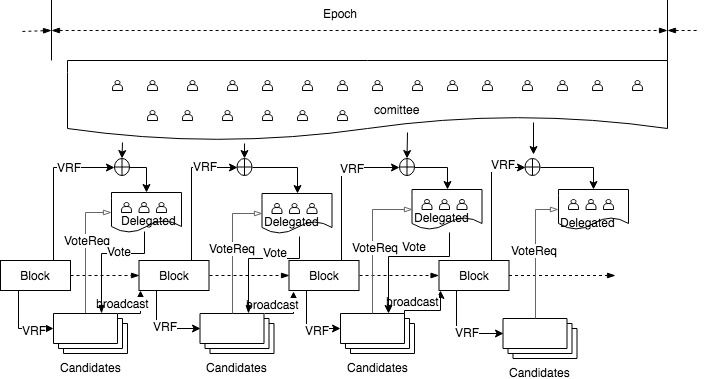 Epoch
comittee
VRF
VRF
VRF
VRF
Delegated
Delegated
Delegated
Delegated
VoteReq
Vote
VoteReq
Vote
VoteReq
Vote
VoteReq
Block
Block
Block
Block
broadcast
broadcast
broadcast
VRF
VRF
VRF
VRF
Candidates
Candidates
Candidates
Candidates